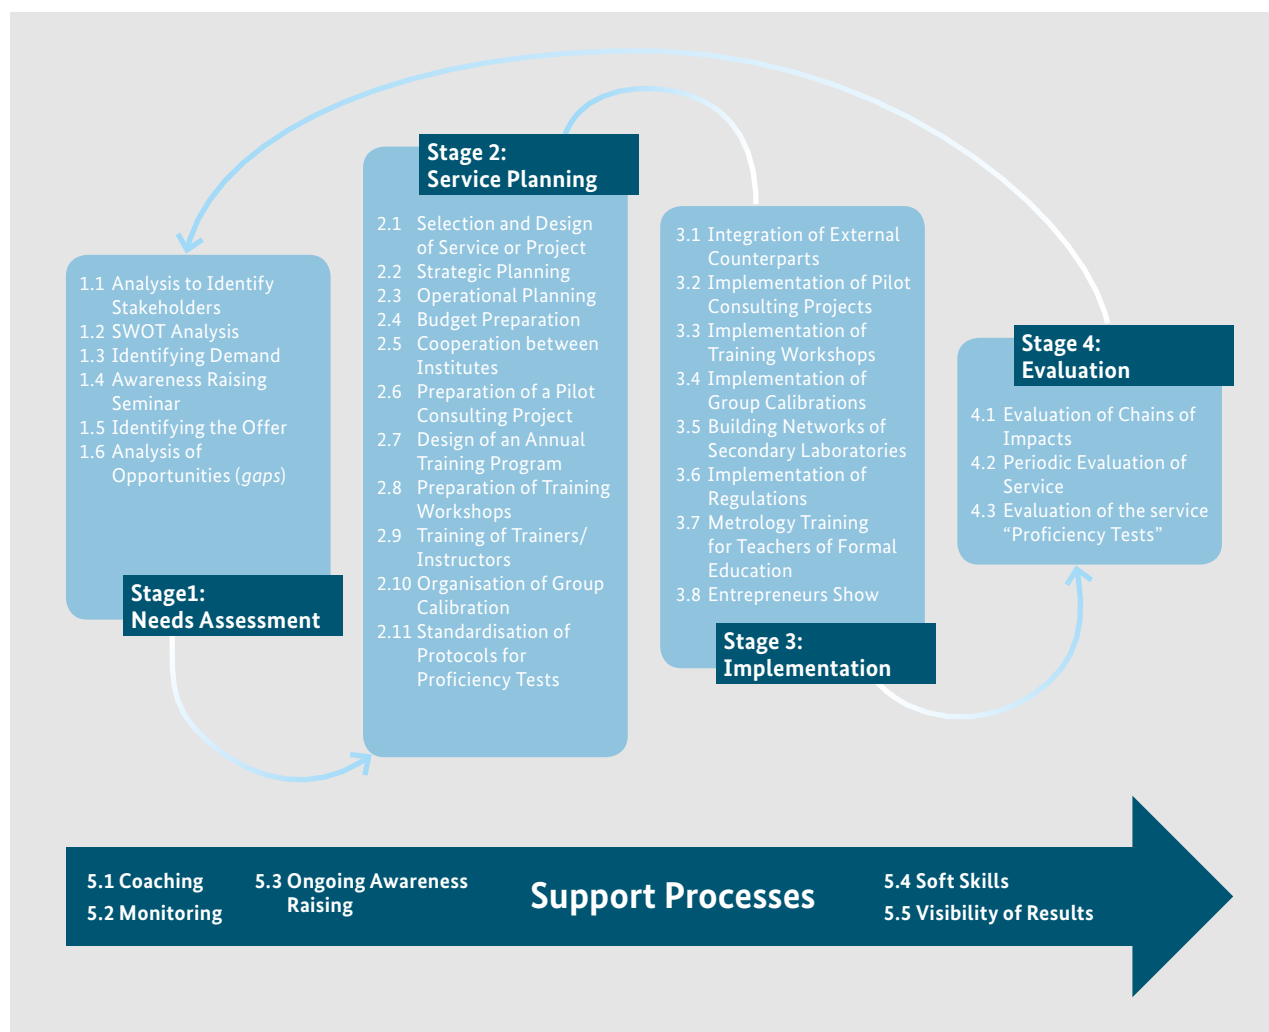 1.1 Analysis to Identify
Stakeholders
1.2 SWOT Analysis
1.3 Identifying Demand
1.4 Awareness Raising
Seminar
1.5 Identifying the Offer
1.6 Analysis of
Opportunities (gaps)
Stage1:
Needs Assessment
Stage 2:
Service Planning
2.1 Selection and Design
of Service or Project
2.2 Strategic Planning
2.3 Operational Planning
2.4 Budget Preparation
2.5 Cooperation between
Institutes
2.6 Preparation of a Pilot
Consulting Project
2.7 Design of an Annual
Training Program
2.8 Preparation of Training
Workshops
2.9 Training of Trainers/
Instructors
2.10 Organisation of Group
Calibration
2.11 Standardisation of
Protocols for
Proficiency Tests
3.1 Integration of External
Counterparts
3.2 Implementation of Pilot
Consulting Projects
3.3 Implementation of
Training Workshops
3.4 Implementation of
Group Calibrations
3.5 Building Networks of
Secondary Laboratories
3.6 Implementation of
Regulations
3.7 Metrology Training
for Teachers of Formal
Education
3.8 Entrepreneurs Show
Stage 3:
Implementation
Stage 4:
Evaluation
4.1 Evaluation of Chains of
Impacts
4.2 Periodic Evaluation of
Service
4.3 Evaluation of the service
“Proficiency Tests”
5.1 Coaching
5.2 Monitoring
5.3 Ongoing Awareness
Raising
Support Processes
5.4 Soft Skills
5.5 Visibility of Results